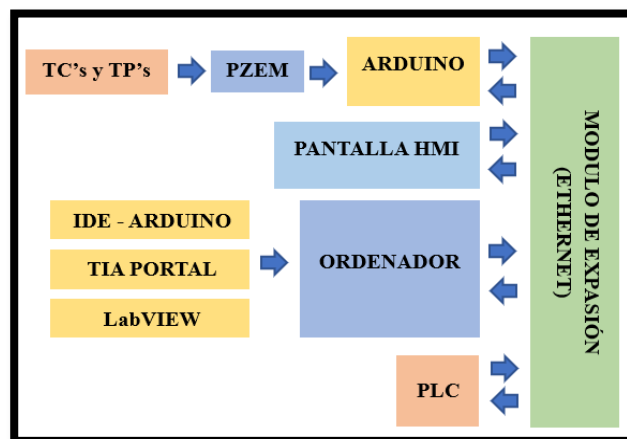 TC's y TP's
PZEM
ARDUINO
PANTALLA HMI
IDE - ARDUINO
TIA PORTAL
LabVIEW
ORDENADOR
PLC
MODULO DE EXPASIÓN
(ETHERNET)